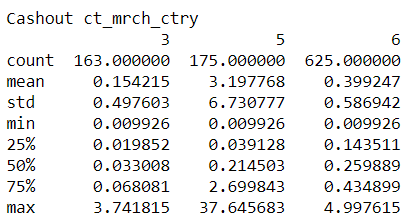 Cashout ct_mrch_ctry
3 5 6
count 163.000000 175.000000 625.000000
mean 0.154215 3.197768 0.399247
std 0.497603 6.730777 0.586942
min 0.009926 0.009926 0.009926
25% 0.019852 0.039128 0.143511
50% 0.033008 0.214503 0.259889
75% 0.068081 2.699843 0.434899
max 3.741815 37.645683 4.997615